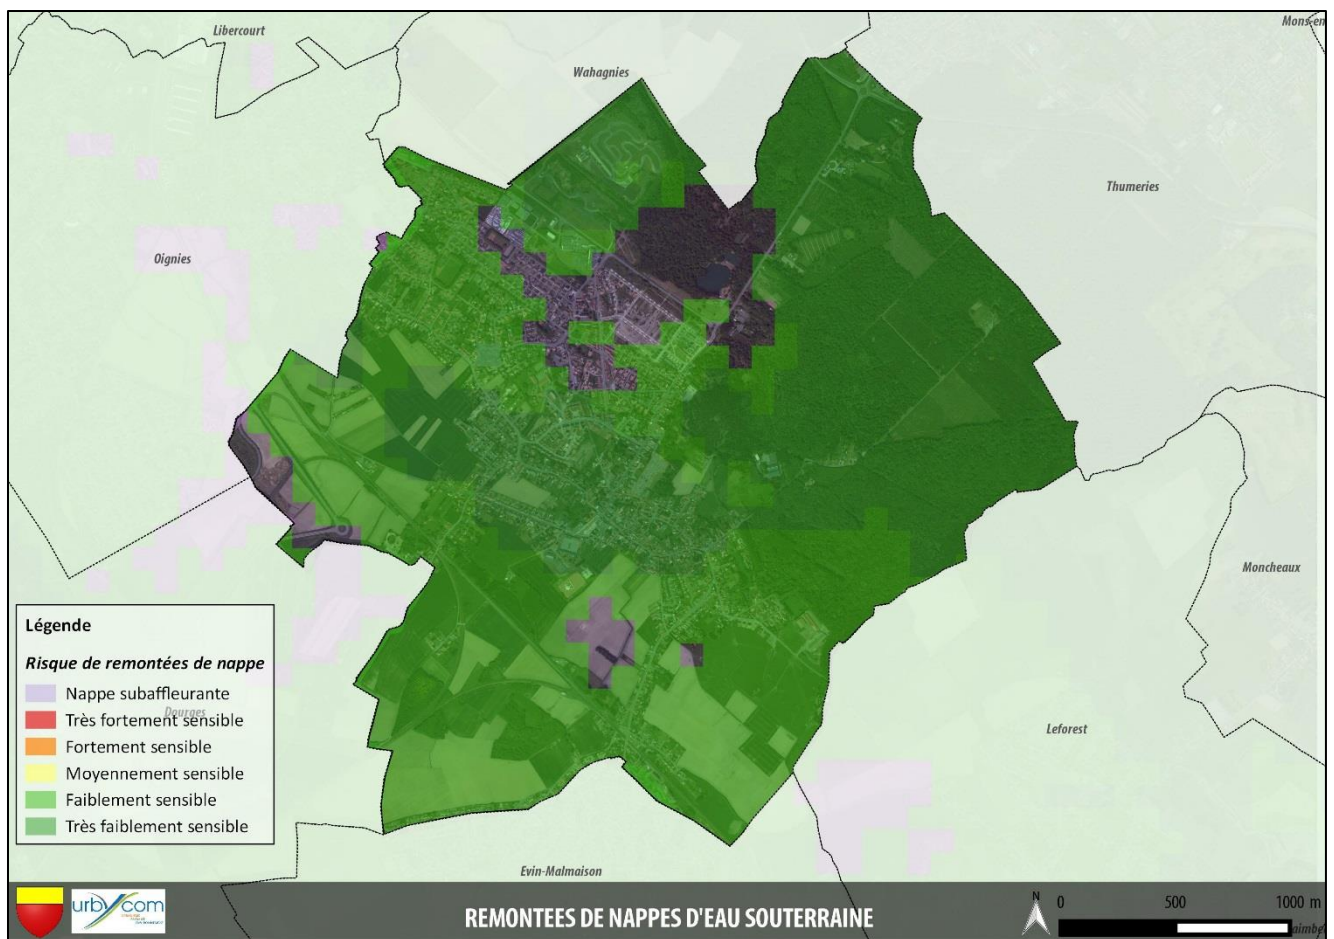 Libercourt
Mons-en
Wahagnies
Thumeries
Oignies
Moncheaux
Légende
Risque de remontées de nappe
Nappe subaffleurante
Dourges
Très fortement sensible
Fortement sensible
Moyennement sensible
Faiblement sensible
Très faiblement sensible
Leforest
Evin-Malmaison
urbycom
REMONTEES DE NAPPES D'EAU SOUTERRAINE
N
0 500 1000 m